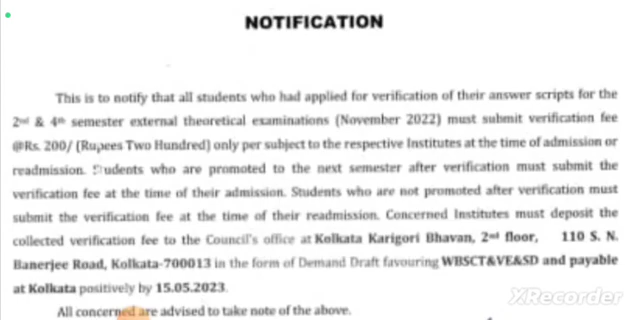 NOTIFICATION
This is to notify that all students who had applied for verification of their answer scripts for the
2nd & 4th semester external theoretical examinations (November 2022) must submit verification fee
@Rs. 200/ (Rupees Two Hundred) only per subject to the respective Institutes at the time of admission or
readmission. Students who are promoted to the next semester after verification must submit the
verification fee at the time of their admission. Students who are not promoted after verification must
submit the verification fee at the time of their readmission. Concerned Institutes must deposit the
collected verification fee to the Council's office at Kolkata Karigori Bhavan, 2nd floor, 110 S. N.
Banerjee Road, Kolkata-700013 in the form of Demand Draft favouring WBSCT&VE&SD and payable
at Kolkata positively by 15.05.2023.
All concerned are advised to take note of the above.
XRecorder